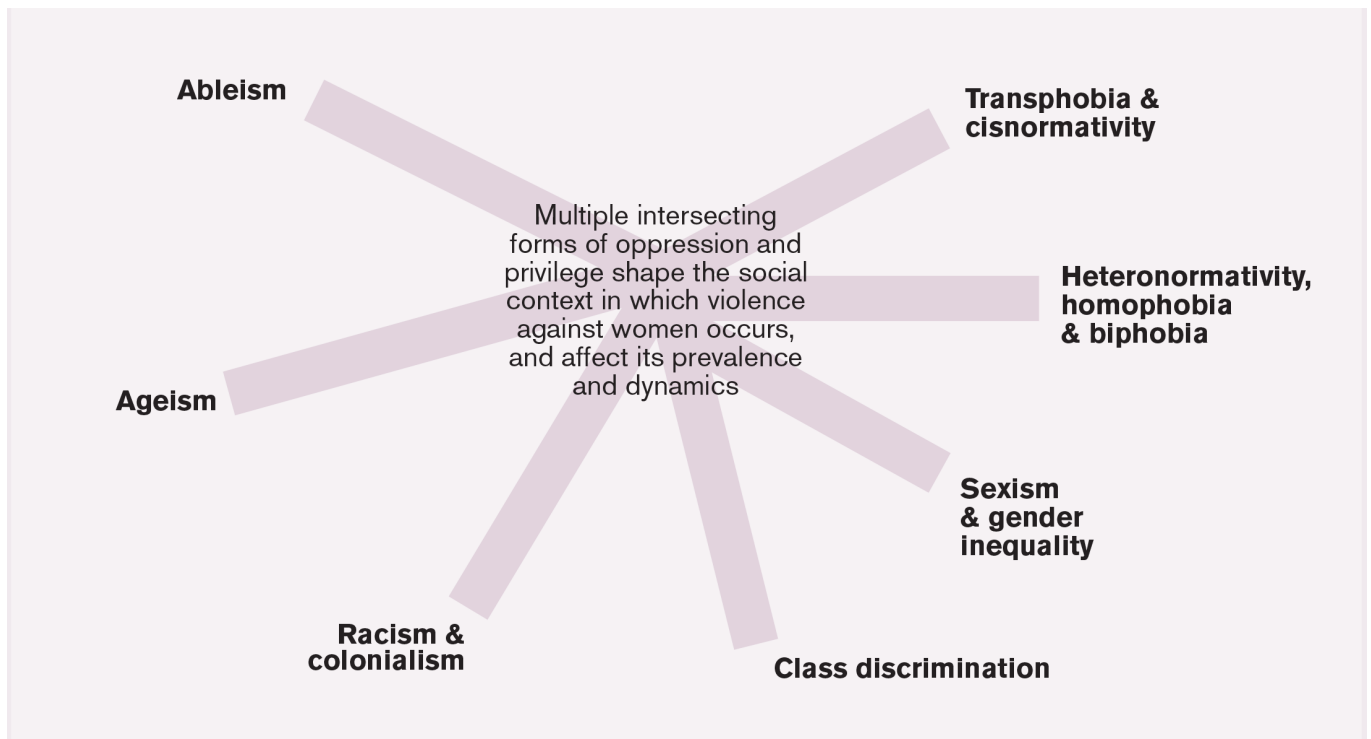 Ableism
Transphobia &
cisnormativity
Multiple intersecting
forms of oppression and
privilege shape the social
context in which violence
against women occurs,
and affect its prevalence
and dynamics
Heteronormativity,
homophobia
& biphobia
Ageism
Sexism
& gender
inequality
Racism &
colonialism
Class discrimination